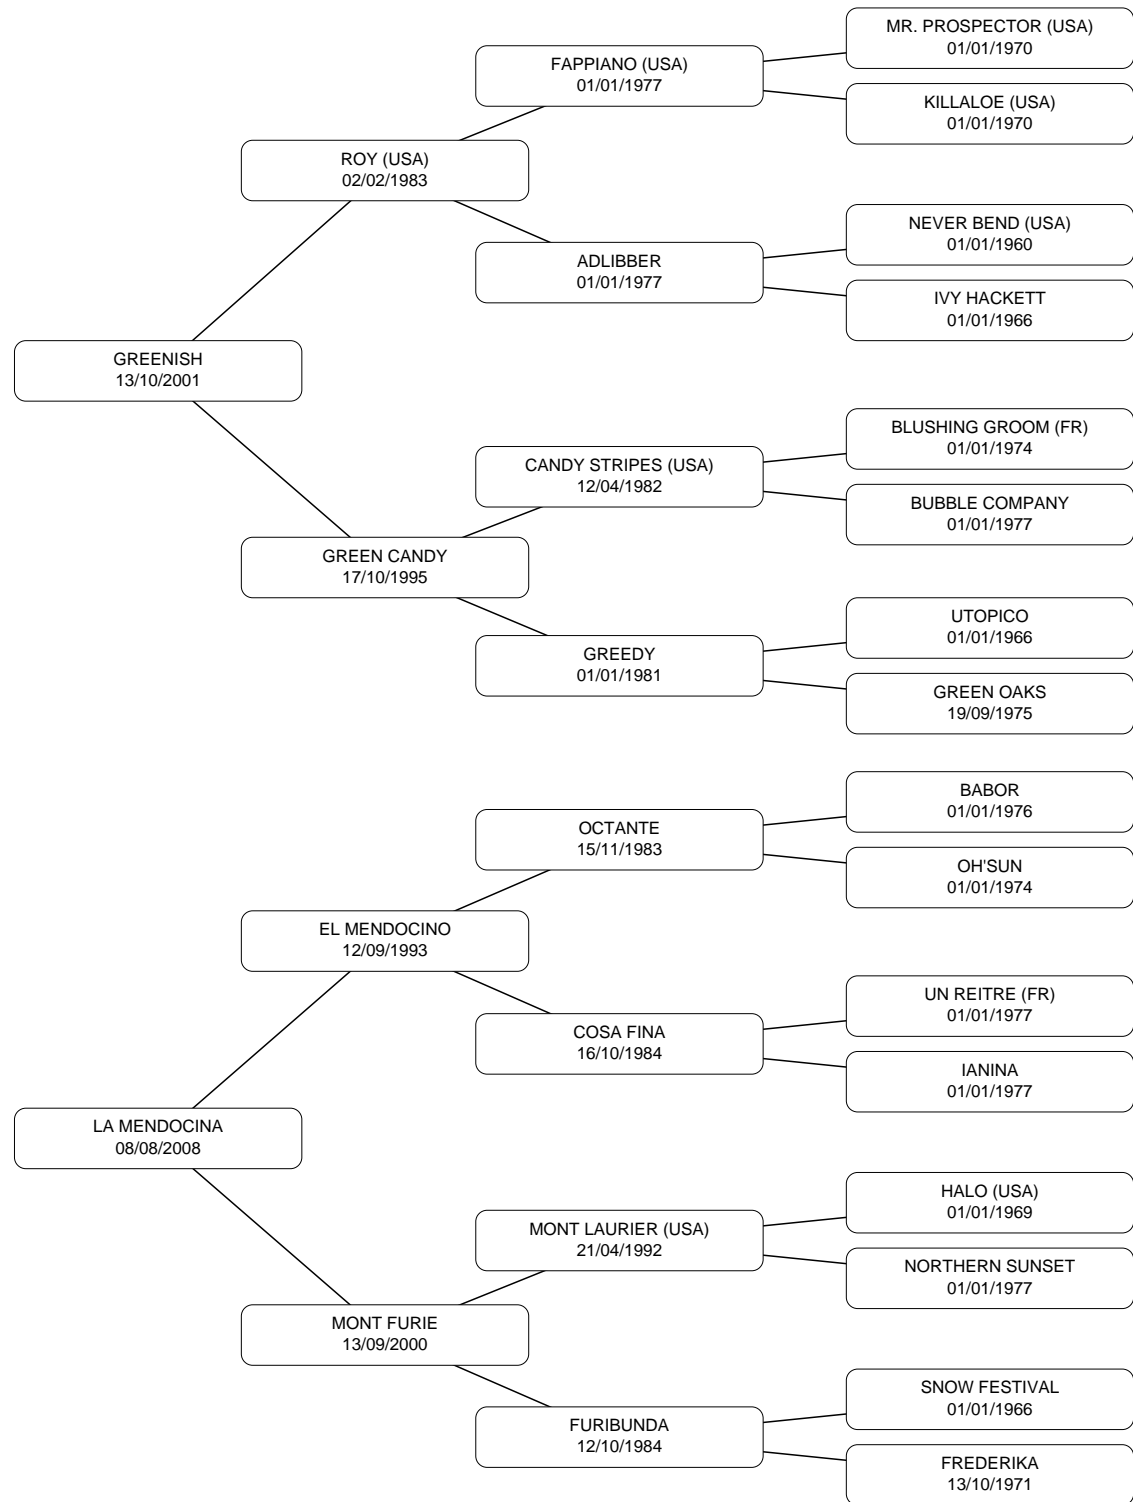 MR. PROSPECTOR (USA)
01/01/1970
FAPPIANO (USA)
01/01/1977
KILLALOE (USA)
01/01/1970
ROY (USA)
02/02/1983
NEVER BEND (USA)
01/01/1960
ADLIBBER
01/01/1977
IVY HACKETT
01/01/1966
GREENISH
13/10/2001
BLUSHING GROOM (FR)
01/01/1974
CANDY STRIPES (USA)
12/04/1982
BUBBLE COMPANY
01/01/1977
GREEN CANDY
17/10/1995
UTOPICO
01/01/1966
GREEDY
01/01/1981
GREEN OAKS
19/09/1975
BABOR
01/01/1976
OCTANTE
15/11/1983
OH'SUN
01/01/1974
EL MENDOCINO
12/09/1993
UN REITRE (FR)
01/01/1977
COSA FINA
16/10/1984
IANINA
01/01/1977
LA MENDOCINA
08/08/2008
HALO (USA)
01/01/1969
MONT LAURIER (USA)
21/04/1992
NORTHERN SUNSET
01/01/1977
MONT FURIE
13/09/2000
SNOW FESTIVAL
01/01/1966
FURIBUNDA
12/10/1984
FREDERIKA
13/10/1971